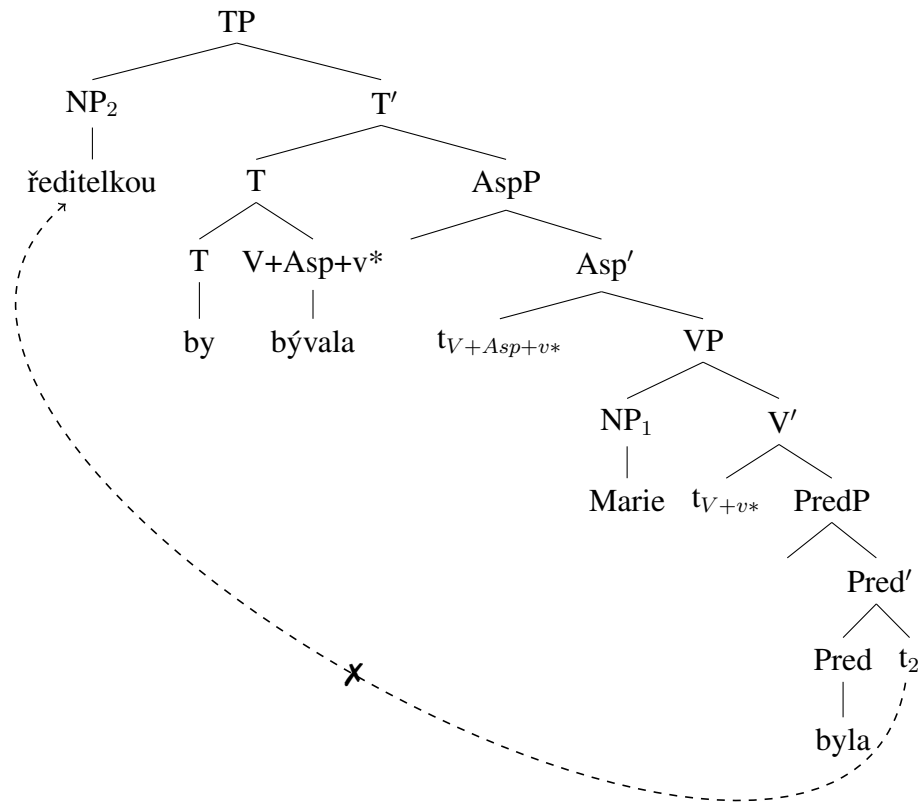 TP
NP₂ T′
ředitelkou T AspP
T V+Asp+v* Asp′
by bývala t_{V+Asp+v*} VP
NP₁ V′
Marie t_{V+v*} PredP
Pred′
✗ Pred t₂
byla